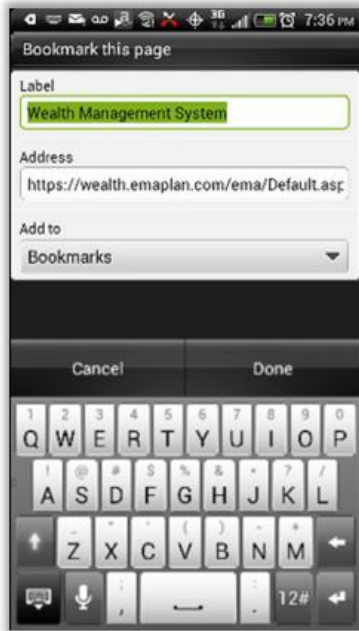 3G 7:36 PM
Bookmark this page
Label
Wealth Management System
Address
https://wealth.emaplan.com/ema/Default.asp
Add to
Bookmarks
Cancel Done
1 2 3 4 5 6 7 8 9 0
Q W E R T Y U I O P
! @ # $ % & * ? /
A S D F G H J K L
( ) - +
Z X C V B N M
, . 12#